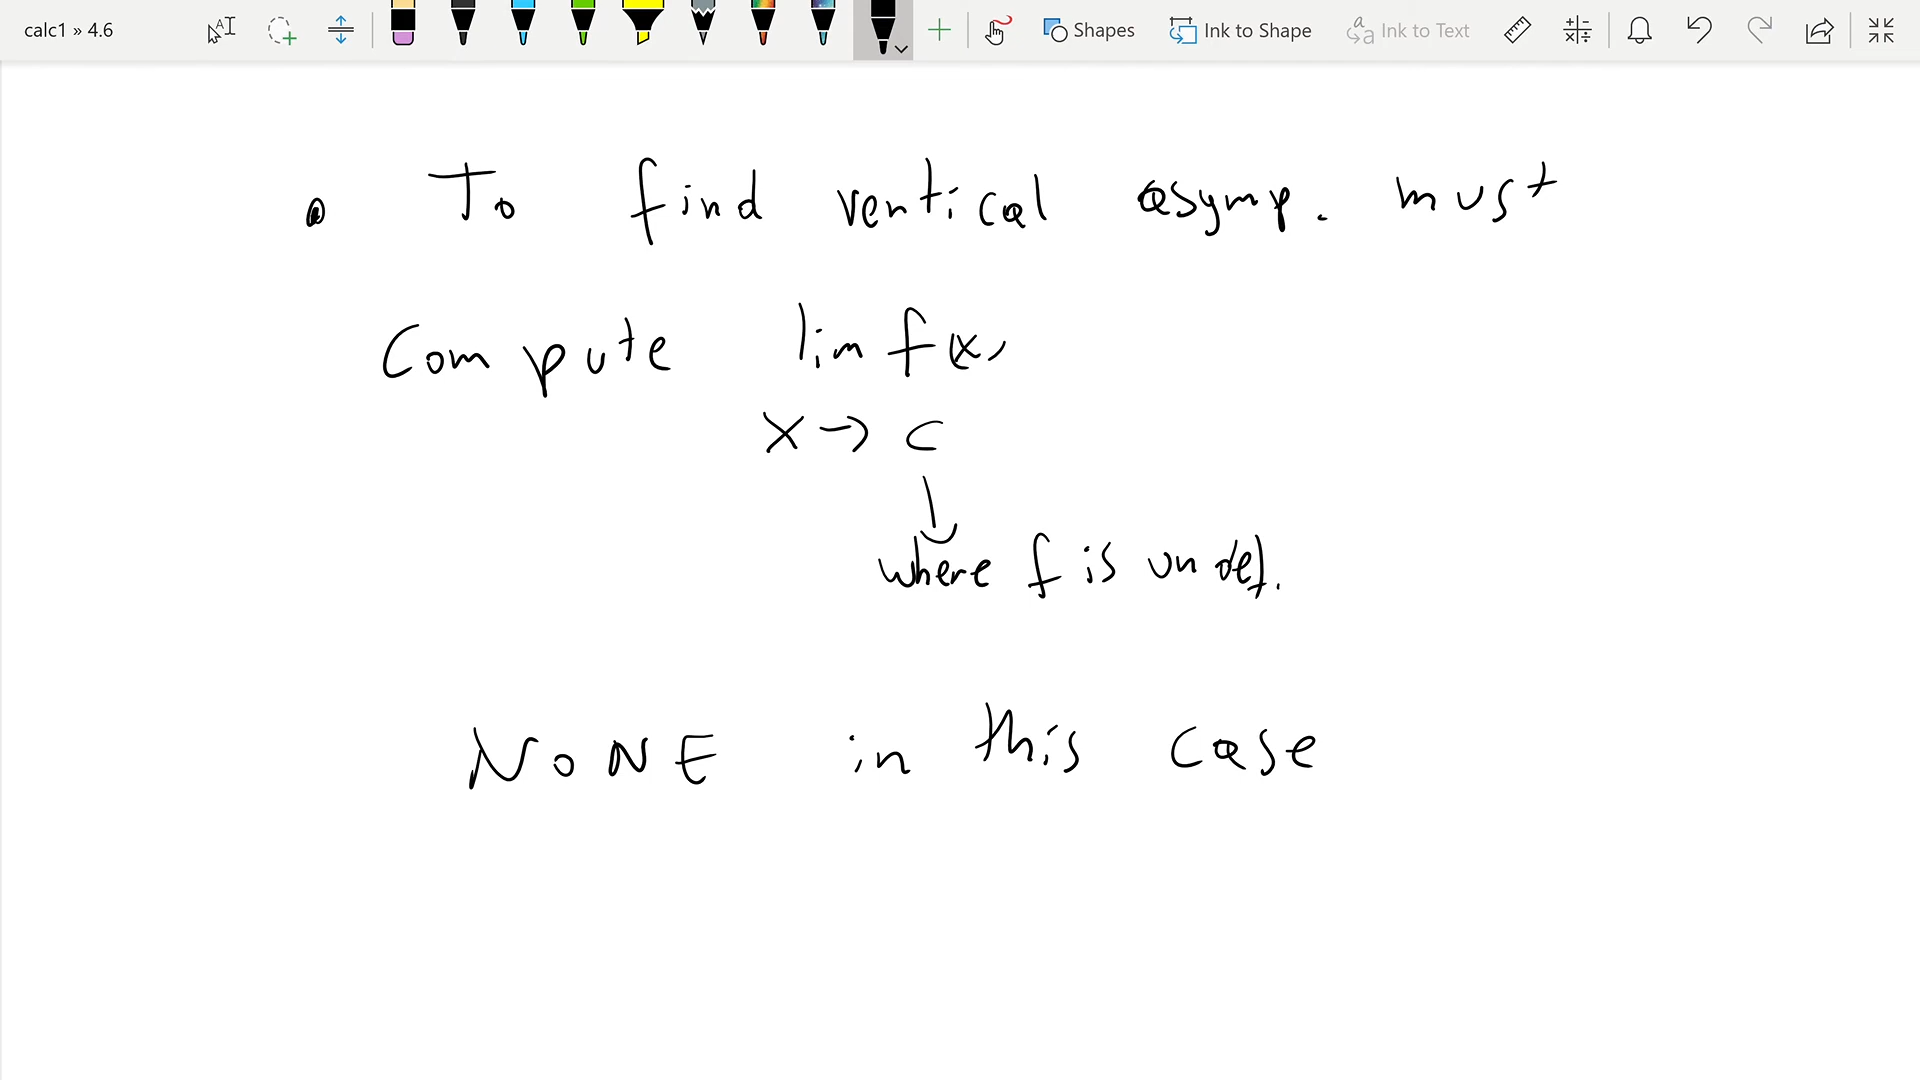 calc1 » 4.6
Shapes
Ink to Shape
Ink to Text
• To find vertical asymp. must
Compute lim f(x)
x → c
↓
where f is undef.
NONE in this case